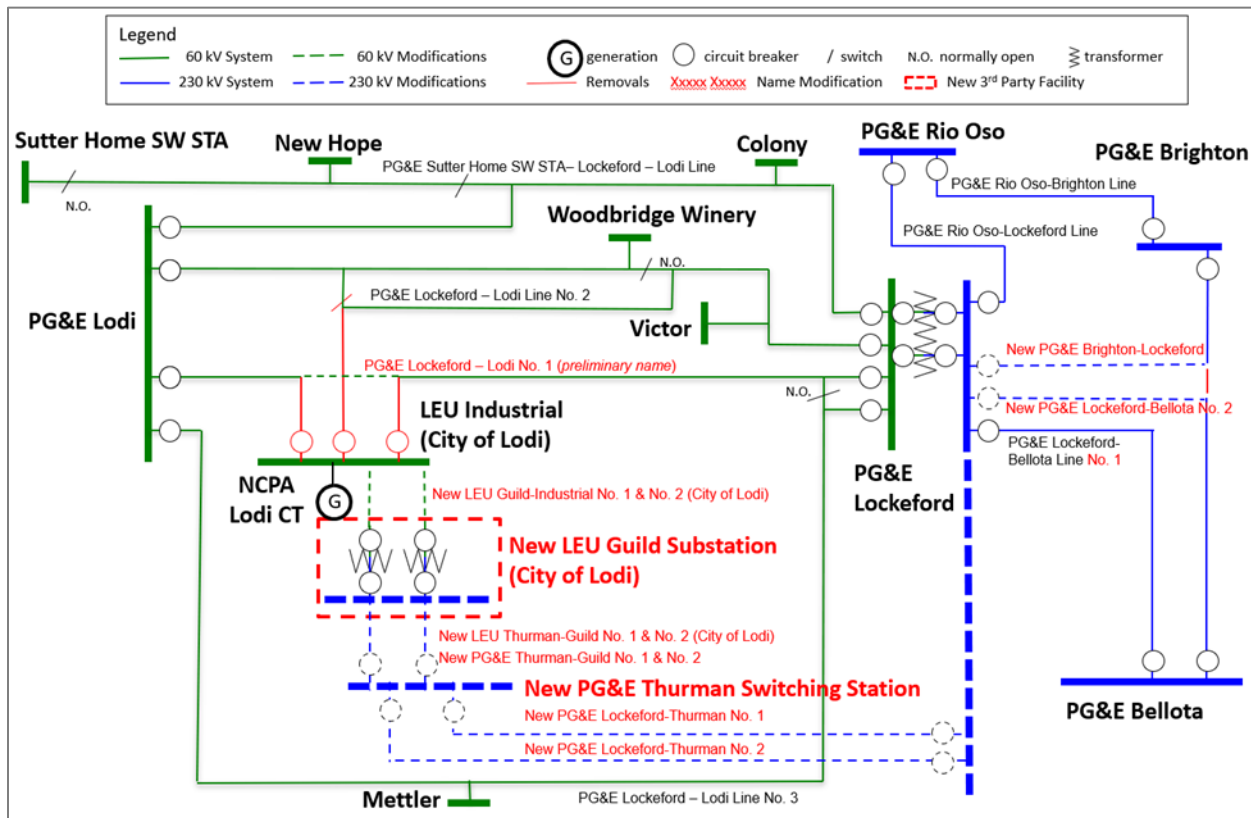 Legend
60 kV System
60 kV Modifications
G
generation
circuit breaker
/ switch
N.O. normally open
transformer
230 kV System
230 kV Modifications
Removals
Xxxxx Xxxxx
Name Modification
New 3rd Party Facility
Sutter Home SW STA
New Hope
Colony
PG&E Rio Oso
PG&E Brighton
PG&E Sutter Home SW STA– Lockeford – Lodi Line
N.O.
PG&E Rio Oso-Brighton Line
Woodbridge Winery
PG&E Rio Oso-Lockeford Line
N.O.
PG&E Lodi
PG&E Lockeford – Lodi Line No. 2
Victor
New PG&E Brighton-Lockeford
PG&E Lockeford – Lodi No. 1 (preliminary name)
N.O.
New PG&E Lockeford-Bellota No. 2
LEU Industrial
(City of Lodi)
PG&E Lockeford-
Bellota Line No. 1
PG&E
Lockeford
NCPA
Lodi CT
G
New LEU Guild-Industrial No. 1 & No. 2 (City of Lodi)
New LEU Guild Substation
(City of Lodi)
New LEU Thurman-Guild No. 1 & No. 2 (City of Lodi)
New PG&E Thurman-Guild No. 1 & No. 2
New PG&E Thurman Switching Station
PG&E Bellota
New PG&E Lockeford-Thurman No. 1
New PG&E Lockeford-Thurman No. 2
Mettler
PG&E Lockeford – Lodi Line No. 3